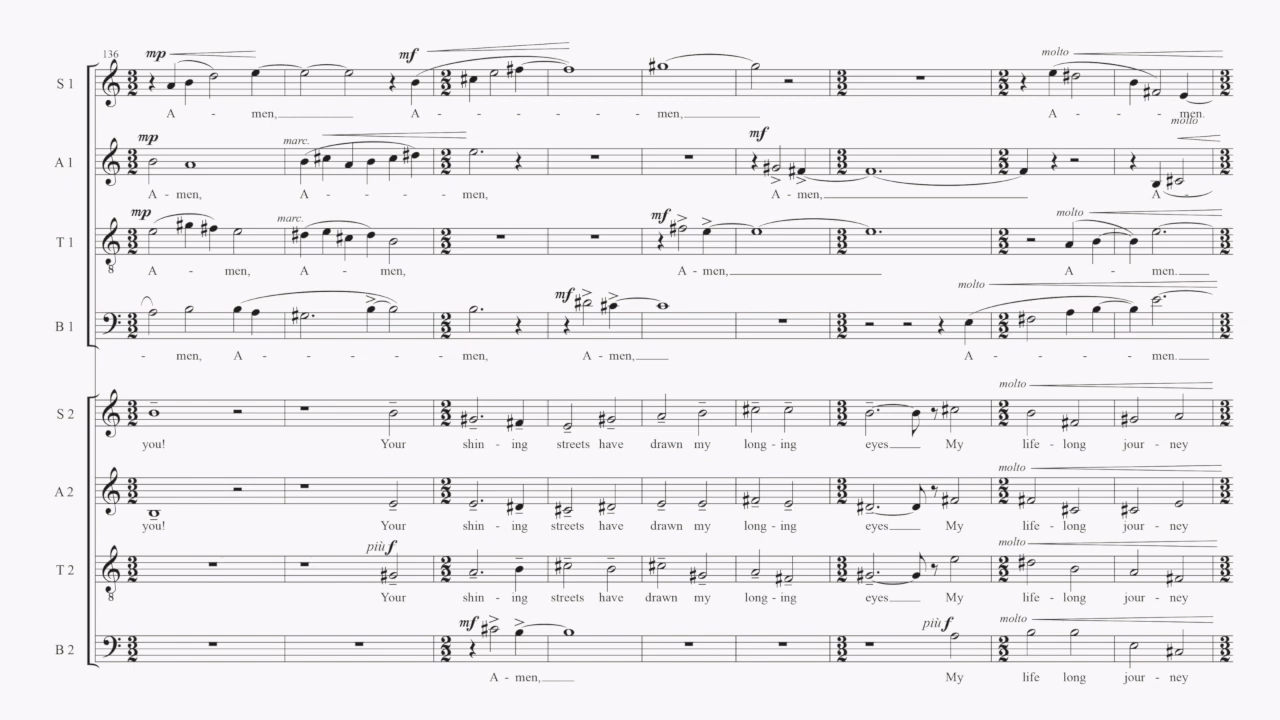 136 mp mf molto
S 1
A - men, A - - - - men, A - men.
mp marc. mf molto
A 1
A - men, A - - - men, A - men, A -
mp marc. mf molto
T 1
A - men, A - men, A - men, A - men.
mf molto
B 1
- men, A - - - men, A - men, A - - - men.
molto
S 2
you! Your shin - ing streets have drawn my long - ing eyes My life - long jour - ney
molto
A 2
you! Your shin - ing streets have drawn my long - ing eyes My life - long jour - ney
più f molto
T 2
Your shin - ing streets have drawn my long - ing eyes My life - long jour - ney
mf più f molto
B 2
A - men, My life long jour - ney